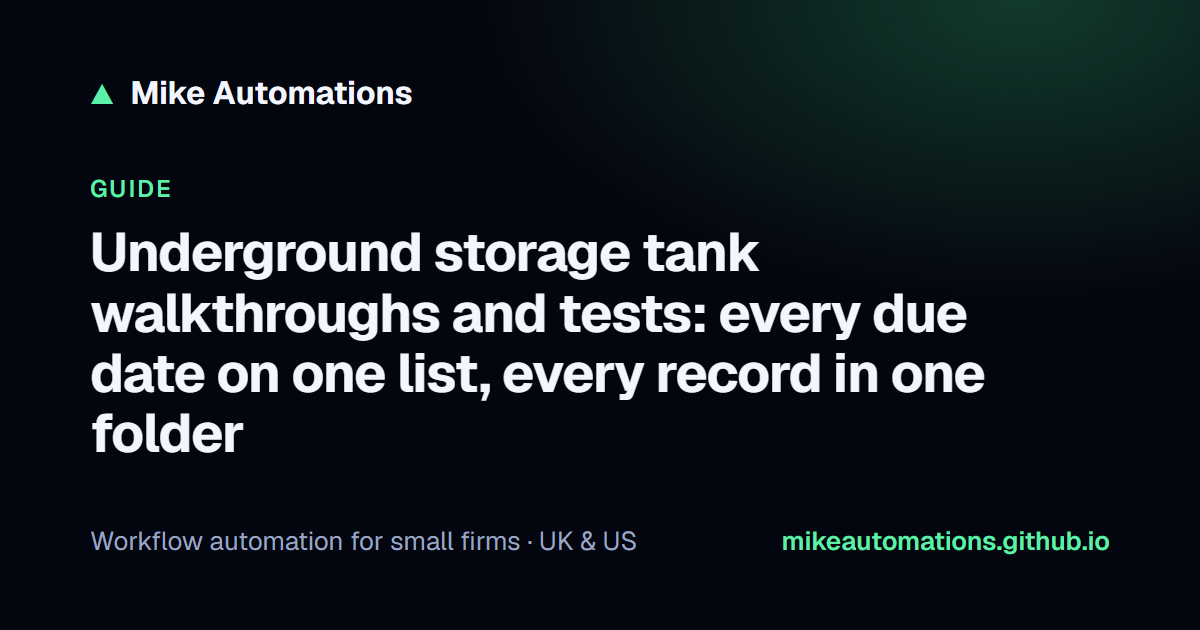 Mike Automations
GUIDE
Underground storage tank
walkthroughs and tests: every due
date on one list, every record in one
folder
Workflow automation for small firms · UK & US
mikeautomations.github.io